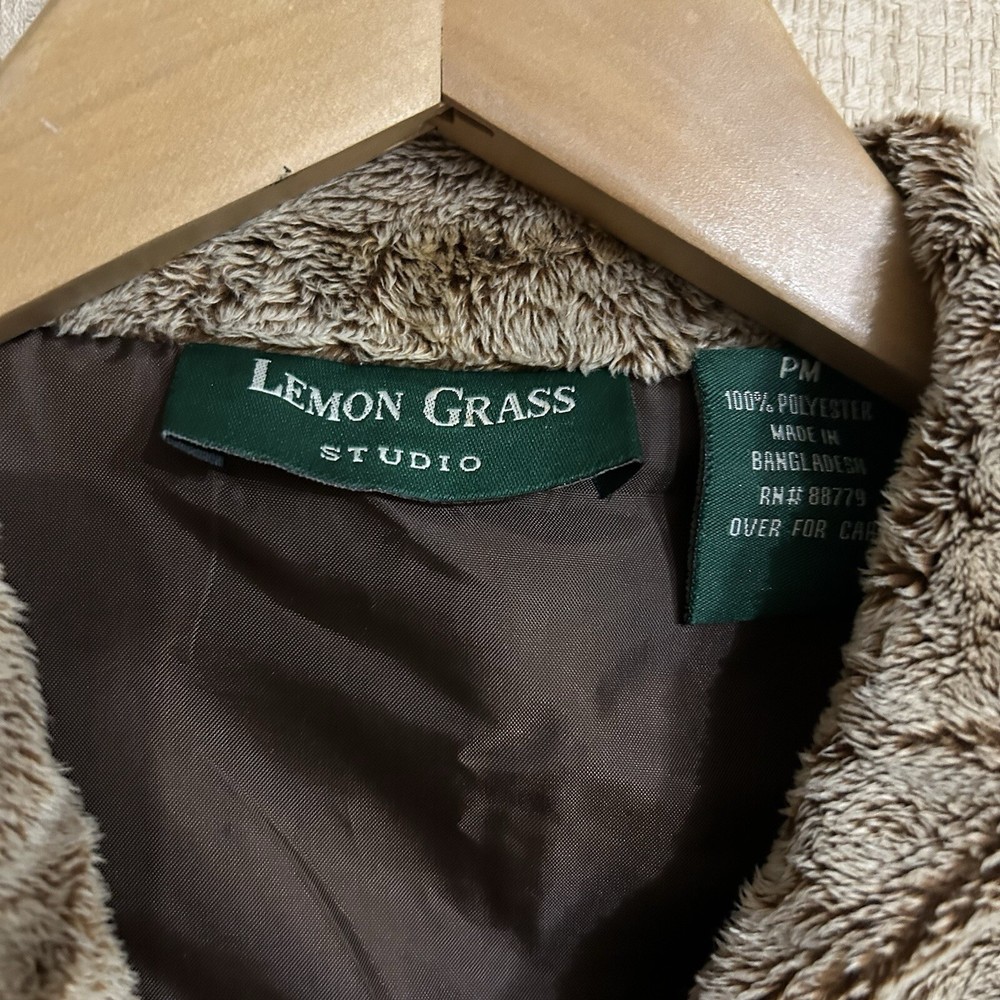 LEMON GRASS
STUDIO
PM
100% POLYESTER
MADE IN
BANGLADESH
RN# 88779
OVER FOR